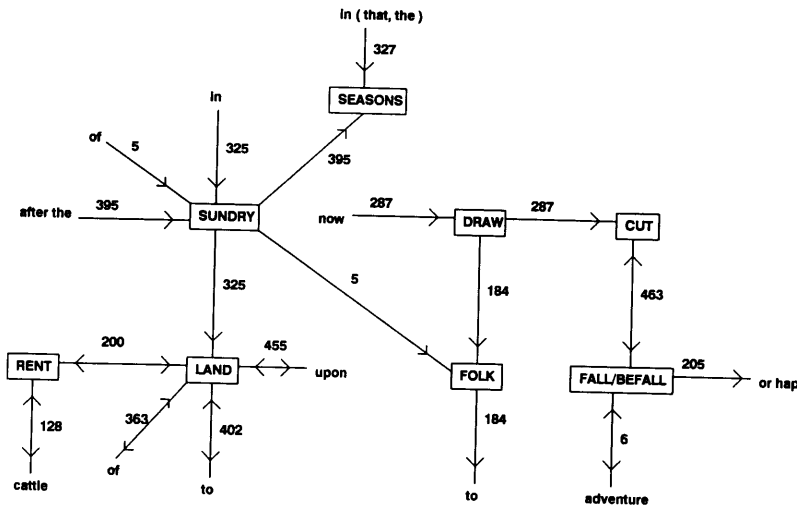 in ( that, the )
327
SEASONS
in
of
5
325
395
after the
395
SUNDRY
now
287
DRAW
287
CUT
325
5
184
463
200
455
RENT
LAND
upon
FOLK
FALL/BEFALL
205
or hap
128
363
402
184
6
cattle
of
to
to
adventure